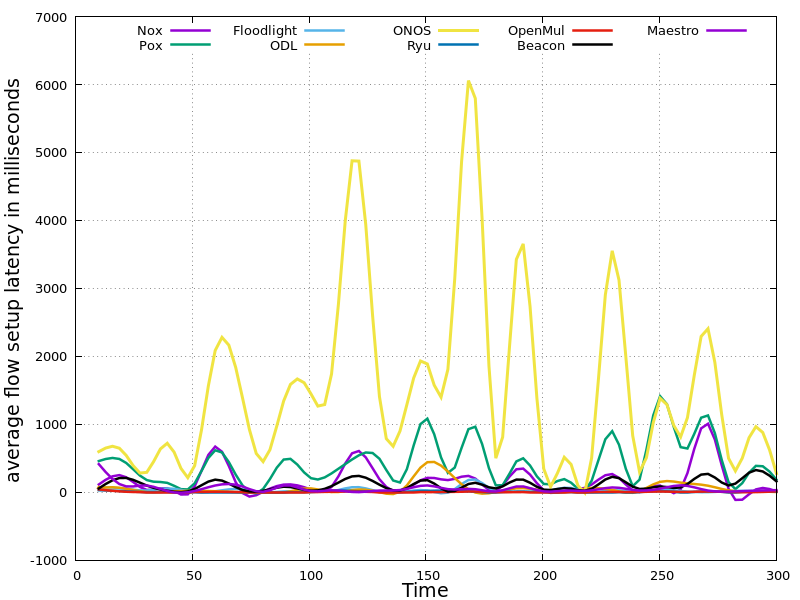 average flow setup latency in milliseconds
7000
6000
5000
4000
3000
2000
1000
0
-1000
Nox Floodlight ONOS OpenMul Maestro
Pox ODL Ryu Beacon
0 50 100 150 200 250 300
Time